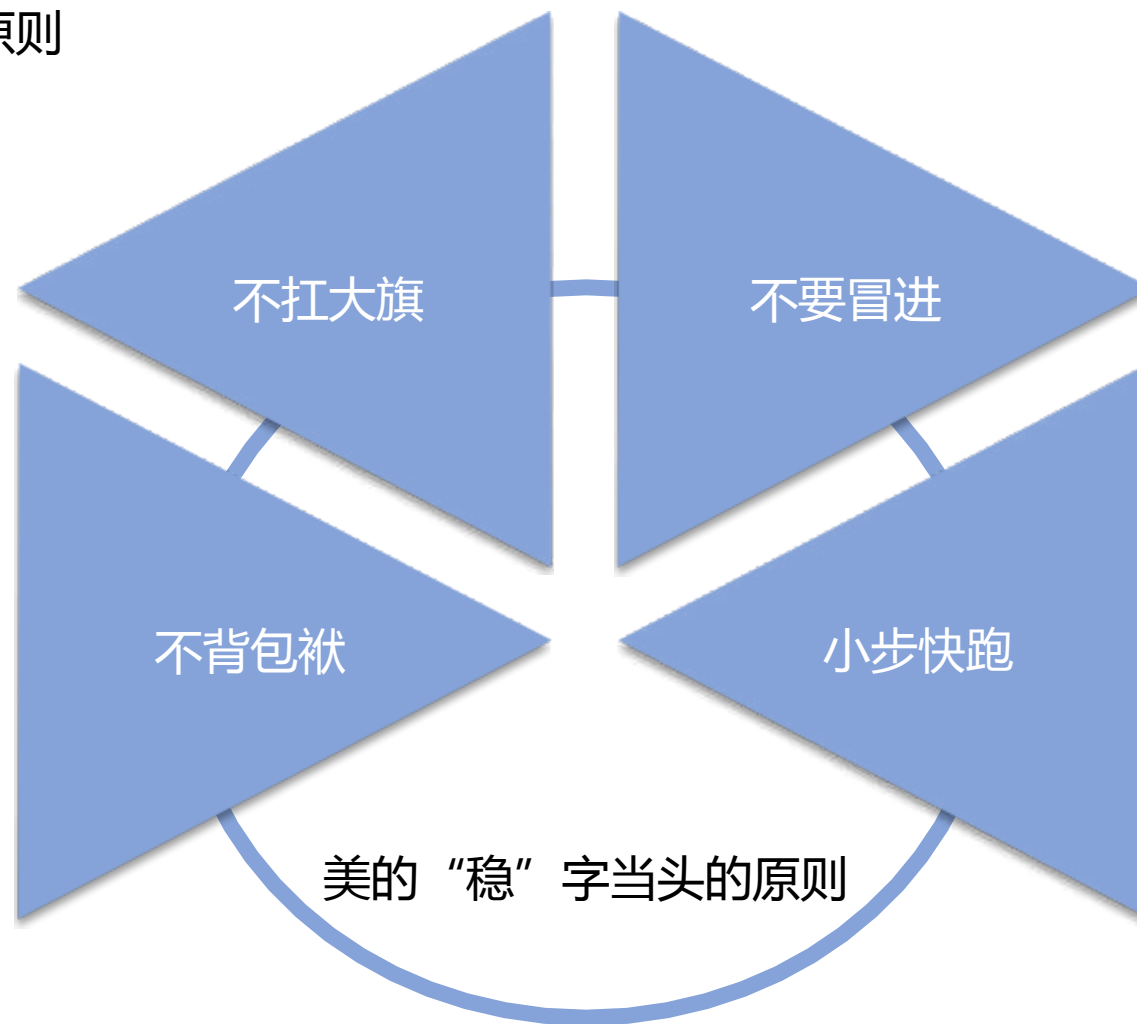 原则
不扛大旗
不要冒进
不背包袱
小步快跑
美的“稳”字当头的原则